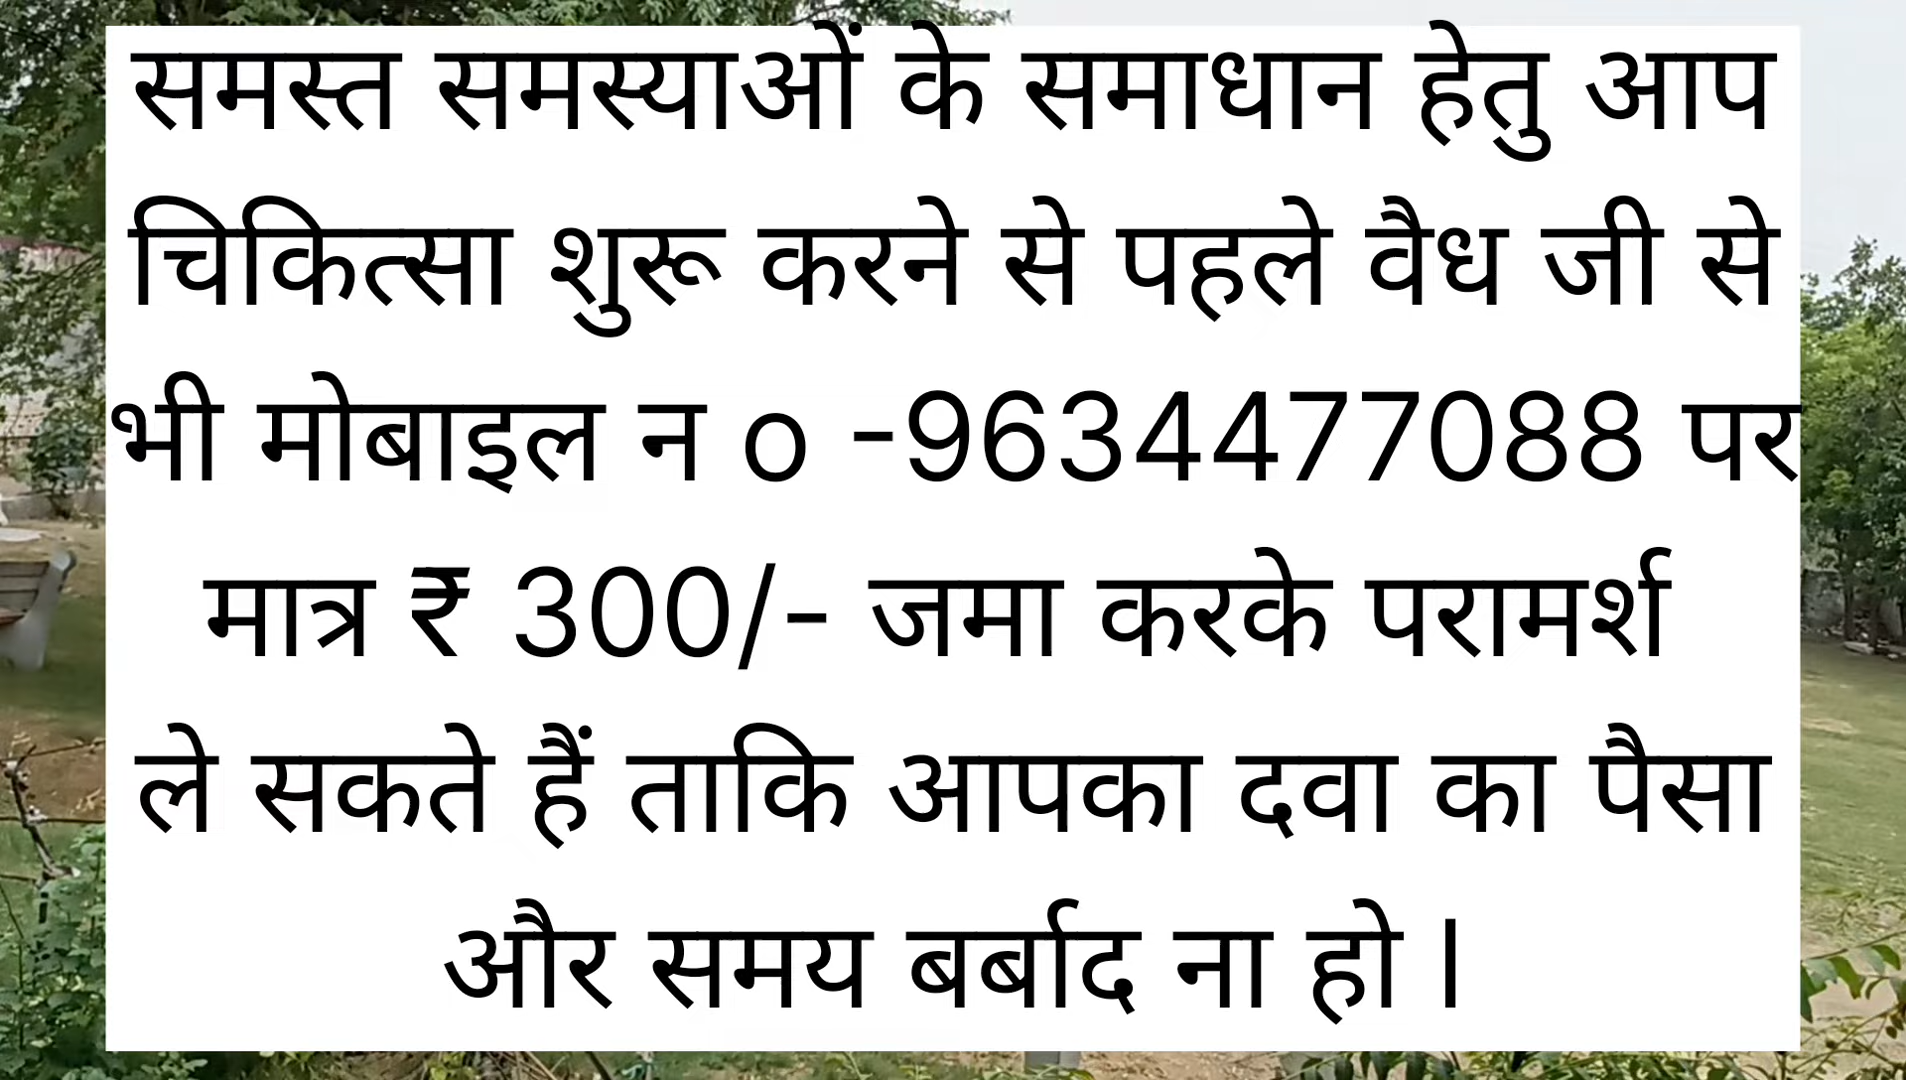 समस्त समस्याओं के समाधान हेतु आप
चिकित्सा शुरू करने से पहले वैध जी से
भी मोबाइल न o -9634477088 पर
मात्र ₹ 300/- जमा करके परामर्श
ले सकते हैं ताकि आपका दवा का पैसा
और समय बर्बाद ना हो l